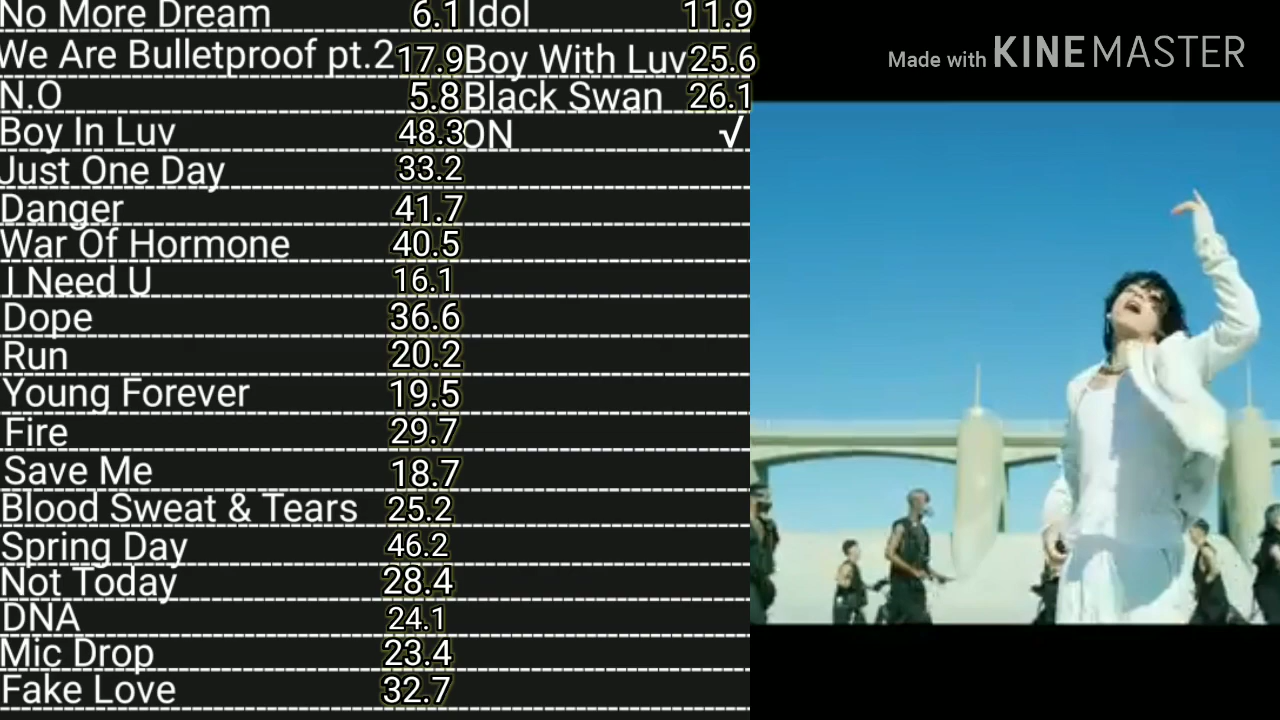 No More Dream 6.1 Idol 11.9
We Are Bulletproof pt.2 17.9 Boy With Luv 25.6
N.O 5.8 Black Swan 26.1
Boy In Luv 48.3 ON √
Just One Day 33.2
Danger 41.7
War Of Hormone 40.5
I Need U 16.1
Dope 36.6
Run 20.2
Young Forever 19.5
Fire 29.7
Save Me 18.7
Blood Sweat & Tears 25.2
Spring Day 46.2
Not Today 28.4
DNA 24.1
Mic Drop 23.4
Fake Love 32.7
Made with KINEMASTER